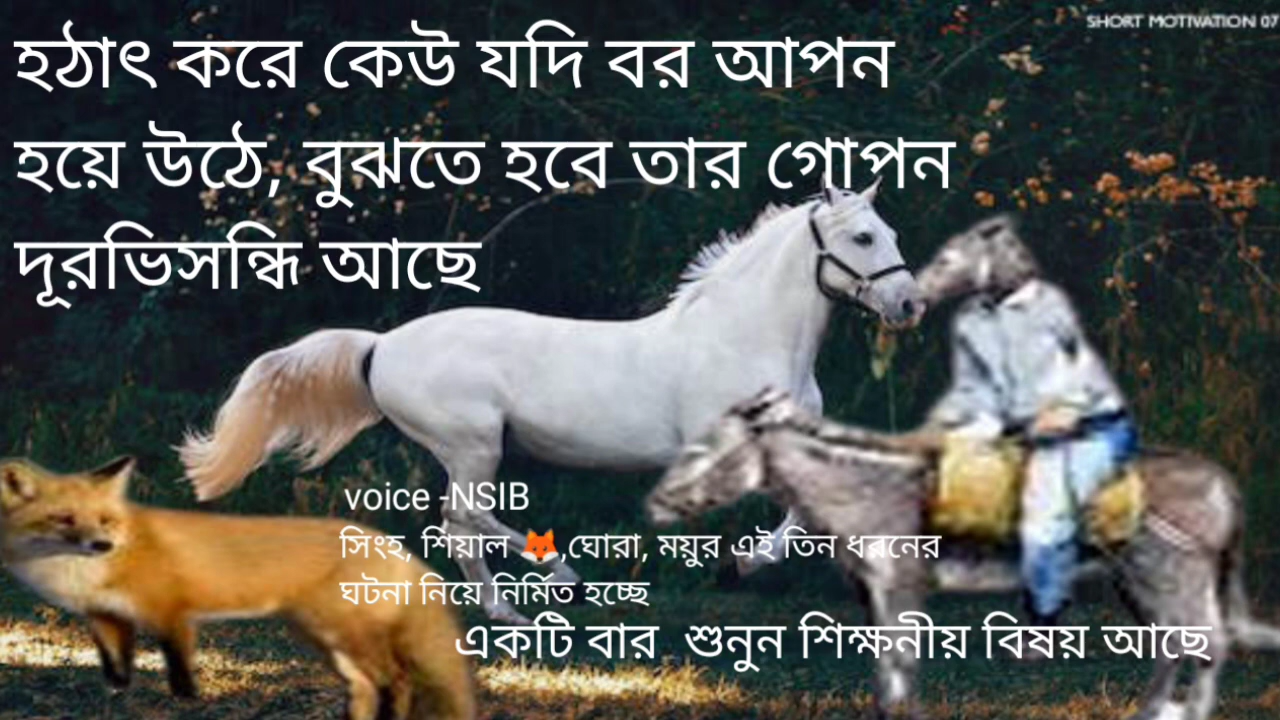 SHORT MOTIVATION 07
হঠাৎ করে কেউ যদি বর আপন
হয়ে উঠে, বুঝতে হবে তার গোপন
দূরভিসন্ধি আছে
voice -NSIB
সিংহ, শিয়াল 🦊,ঘোরা, ময়ুর এই তিন ধরনের
ঘটনা নিয়ে নির্মিত হচ্ছে
একটি বার শুনুন শিক্ষনীয় বিষয় আছে